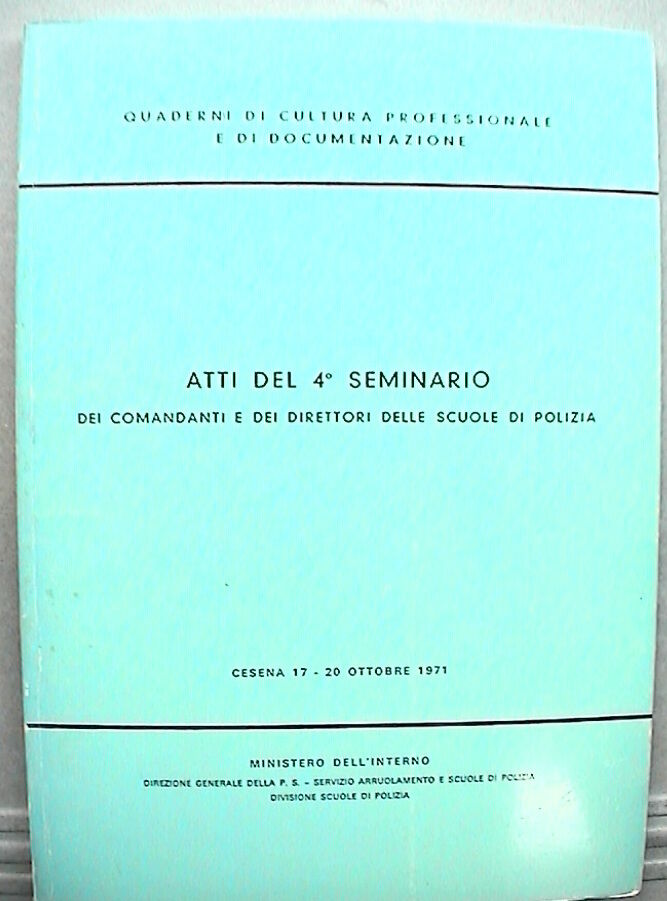 QUADERNI DI CULTURA PROFESSIONALE
E DI DOCUMENTAZIONE
ATTI DEL 4° SEMINARIO
DEI COMANDANTI E DEI DIRETTORI DELLE SCUOLE DI POLIZIA
CESENA 17 - 20 OTTOBRE 1971
MINISTERO DELL'INTERNO
DIREZIONE GENERALE DELLA P. S. - SERVIZIO ARRUOLAMENTO E SCUOLE DI POLIZIA
DIVISIONE SCUOLE DI POLIZIA